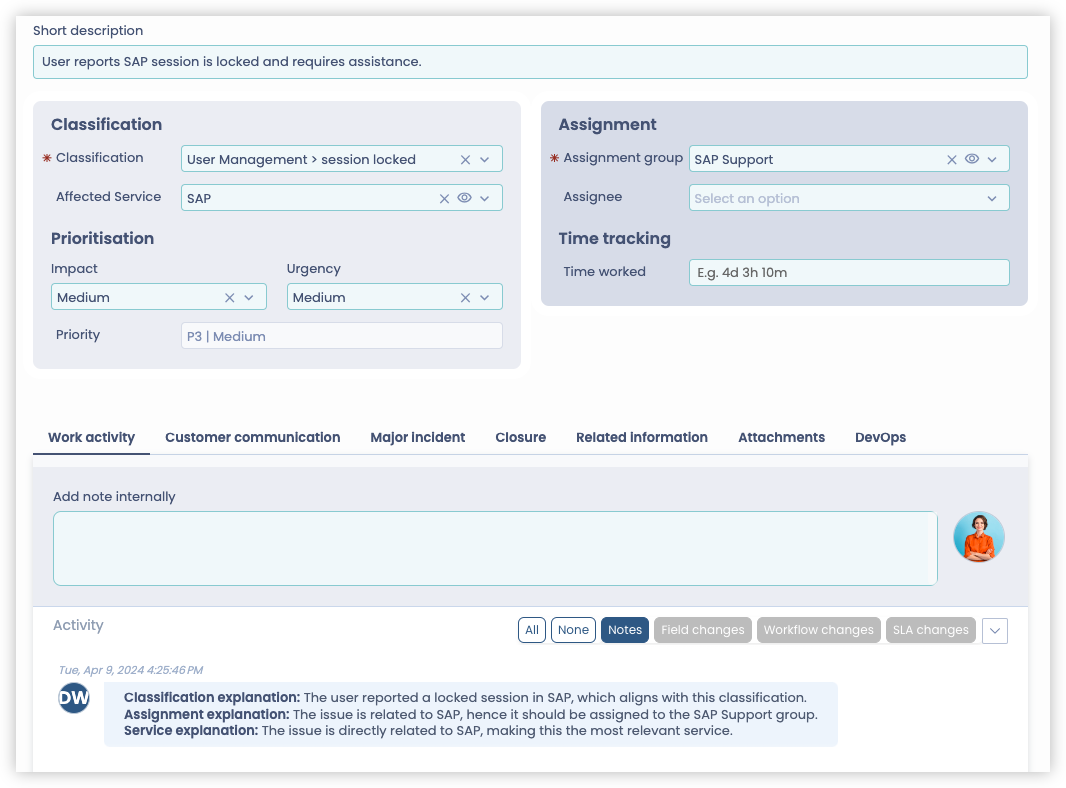 Short description
User reports SAP session is locked and requires assistance.
Classification
* Classification
User Management > session locked
Affected Service
SAP
Prioritisation
Impact
Urgency
Medium
Medium
Priority
P3 | Medium
Assignment
* Assignment group
SAP Support
Assignee
Select an option
Time tracking
Time worked
E.g. 4d 3h 10m
Work activity Customer communication Major incident Closure Related information Attachments DevOps
Add note internally
Activity
All None Notes Field changes Workflow changes SLA changes
Tue, Apr 9, 2024 4:25:46 PM
DW
Classification explanation: The user reported a locked session in SAP, which aligns with this classification.
Assignment explanation: The issue is related to SAP, hence it should be assigned to the SAP Support group.
Service explanation: The issue is directly related to SAP, making this the most relevant service.